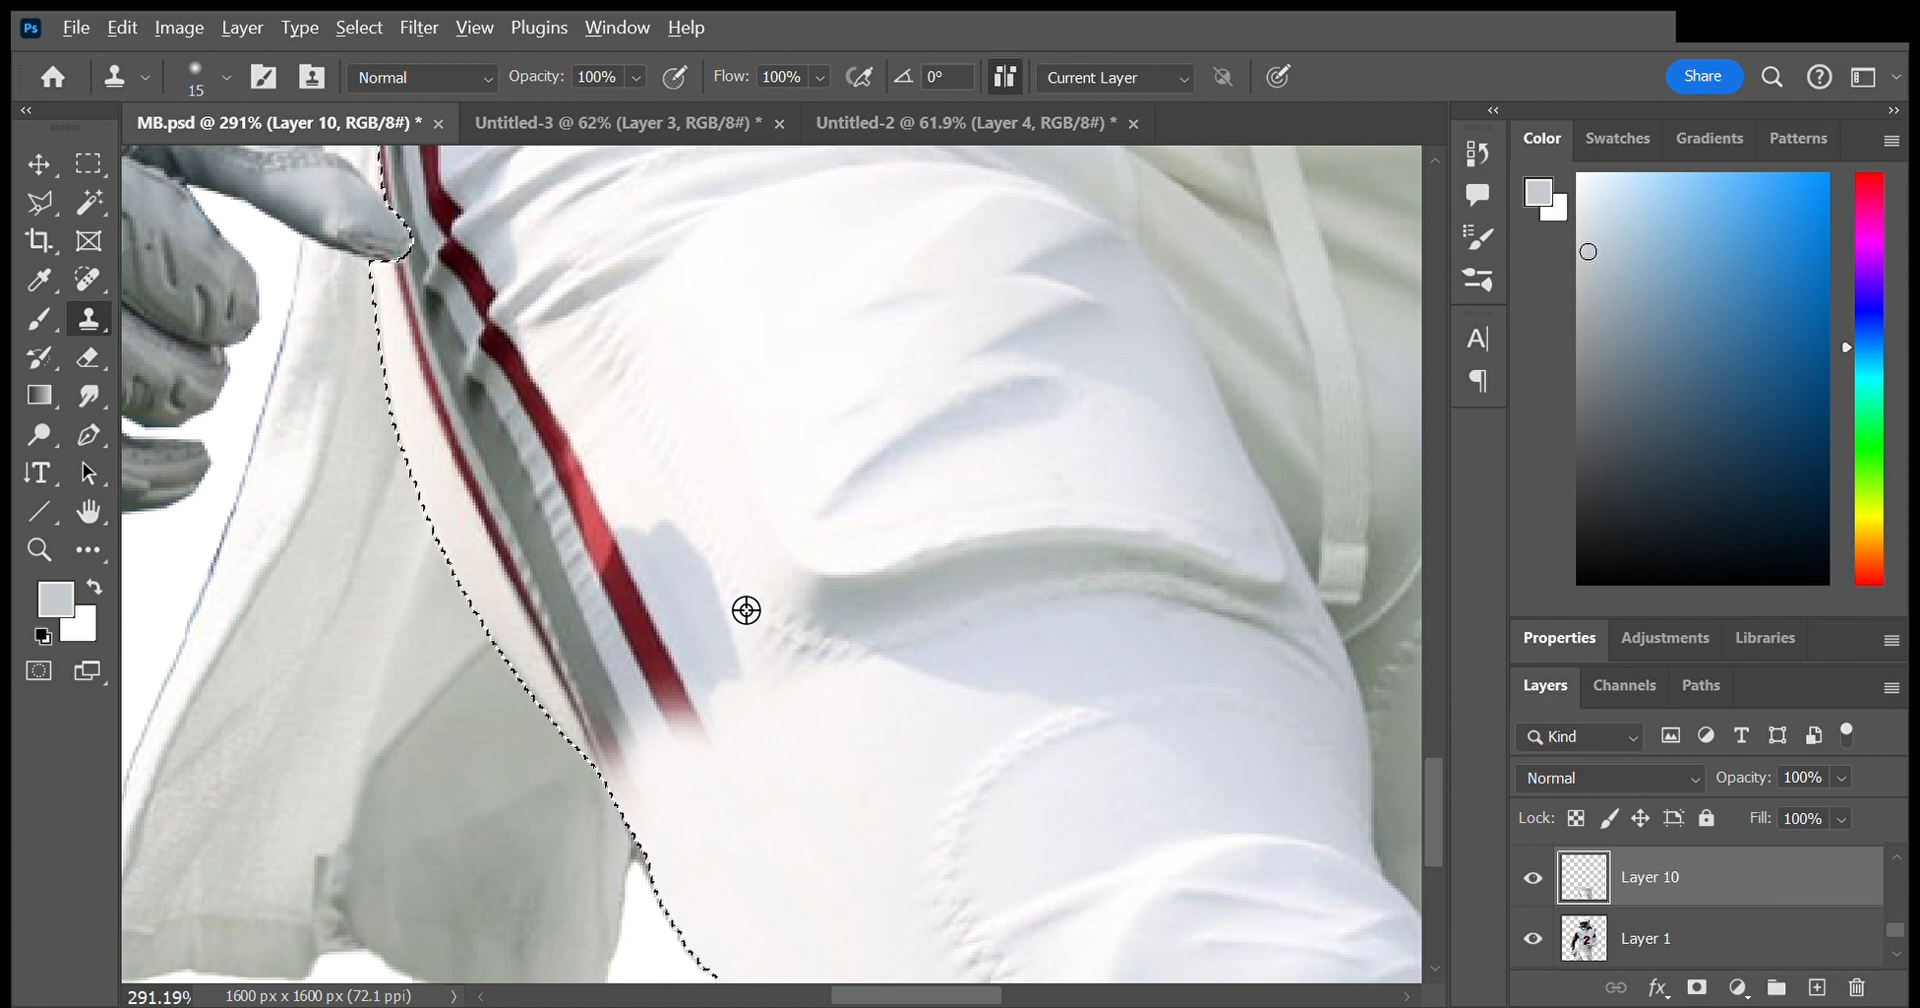 Ps File Edit Image Layer Type Select Filter View Plugins Window Help
15 Normal Opacity: 100% Flow: 100% 0° Current Layer Share
MB.psd @ 291% (Layer 10, RGB/8#) * Untitled-3 @ 62% (Layer 3, RGB/8#) * Untitled-2 @ 61.9% (Layer 4, RGB/8#) *
Color Swatches Gradients Patterns
Properties Adjustments Libraries
Layers Channels Paths
Kind
Normal Opacity: 100%
Lock: Fill: 100%
Layer 10
Layer 1
291.19% 1600 px x 1600 px (72.1 ppi)